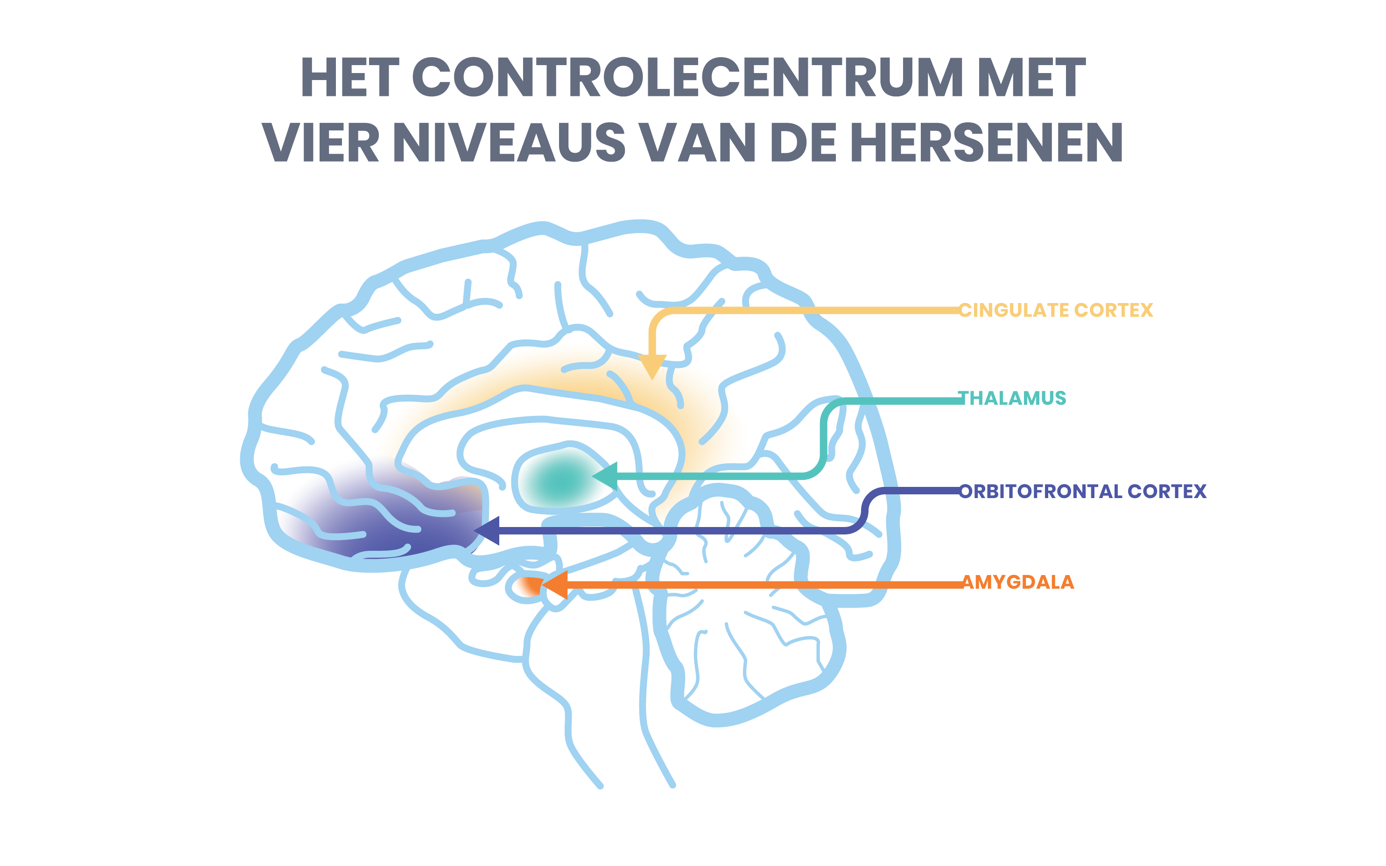 HET CONTROLECENTRUM MET
VIER NIVEAUS VAN DE HERSENEN
CINGULATE CORTEX
THALAMUS
ORBITOFRONTAL CORTEX
AMYGDALA